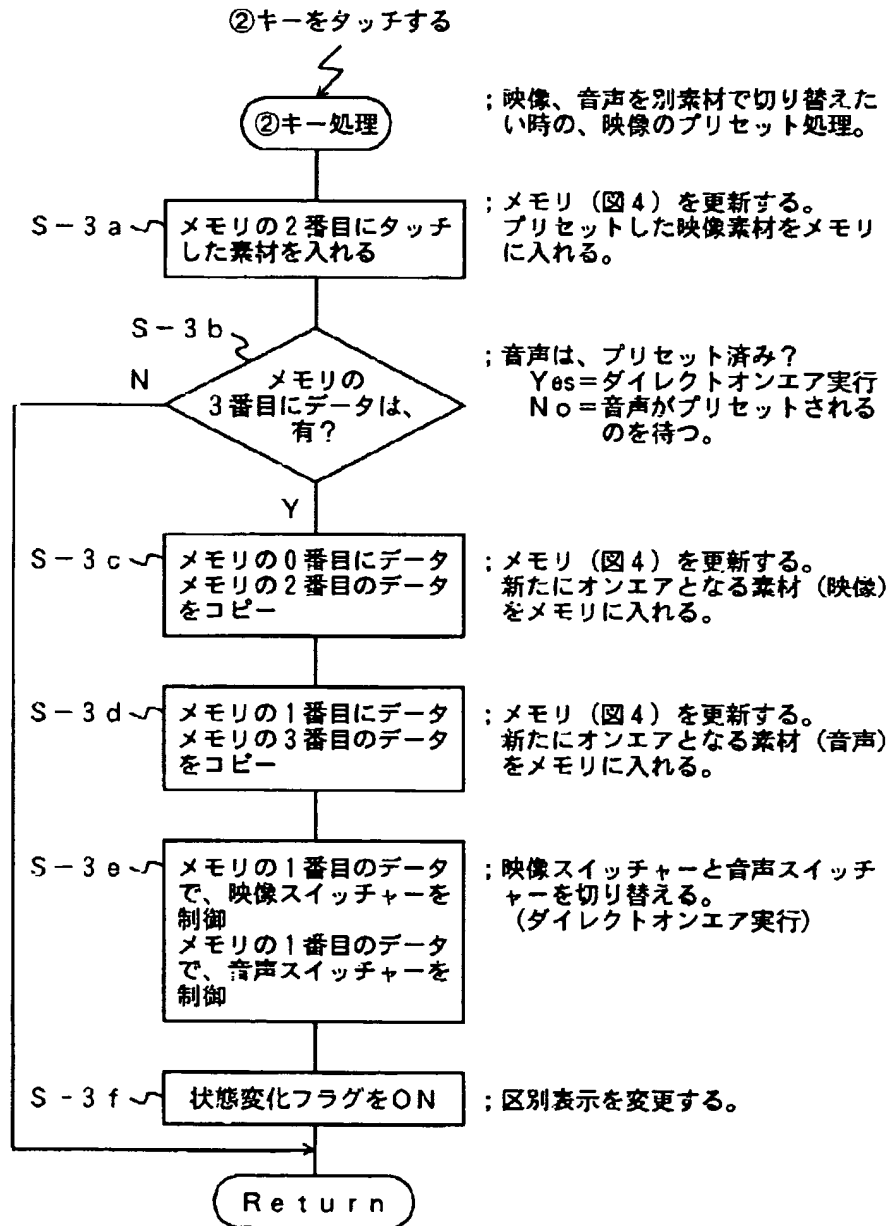 ②キーをタッチする
②キー処理
;映像、音声を別素材で切り替えた
い時の、映像のプリセット処理。
S-3a
メモリの2番目にタッチ
した素材を入れる
;メモリ(図4)を更新する。
プリセットした映像素材をメモリ
に入れる。
S-3b
N
メモリの
3番目にデータは、
有?
;音声は、プリセット済み?
Yes=ダイレクトオンエア実行
No=音声がプリセットされる
のを待つ。
Y
S-3c
メモリの0番目にデータ
メモリの2番目のデータ
をコピー
;メモリ(図4)を更新する。
新たにオンエアとなる素材(映像)
をメモリに入れる。
S-3d
メモリの1番目にデータ
メモリの3番目のデータ
をコピー
;メモリ(図4)を更新する。
新たにオンエアとなる素材(音声)
をメモリに入れる。
S-3e
メモリの1番目のデータ
で、映像スイッチャーを
制御
メモリの1番目のデータ
で、音声スイッチャーを
制御
;映像スイッチャーと音声スイッチ
ャーを切り替える。
(ダイレクトオンエア実行)
S-3f
状態変化フラグをON
;区別表示を変更する。
Return